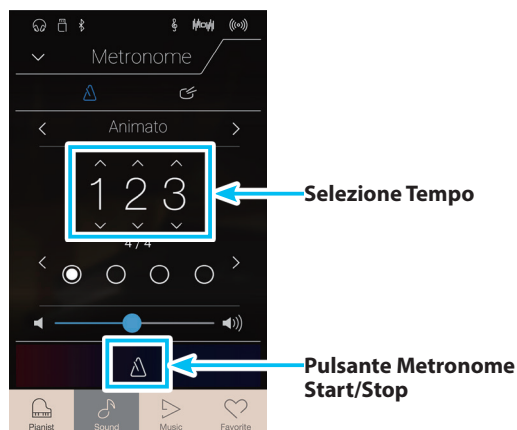 Metronome
Animato
1 2 3
Selezione Tempo
4 / 4
Pulsante Metronome
Start/Stop
Pianist Sound Music Favorite